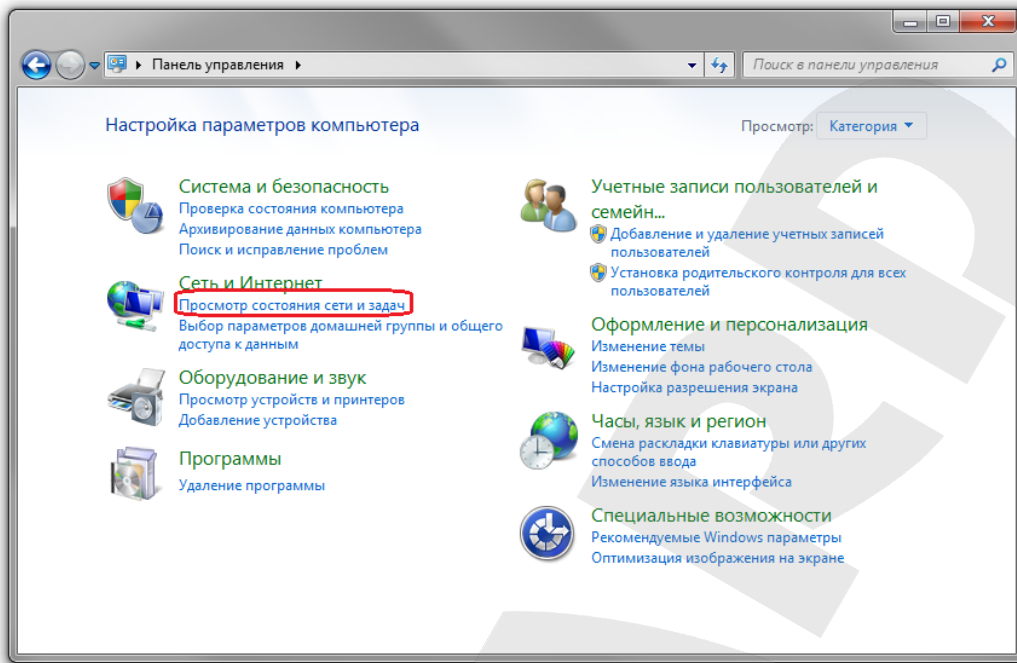 Панель управления
Поиск в панели управления
Настройка параметров компьютера
Просмотр: Категория
Система и безопасность
Проверка состояния компьютера
Архивирование данных компьютера
Поиск и исправление проблем
Сеть и Интернет
Просмотр состояния сети и задач
Выбор параметров домашней группы и общего
доступа к данным
Оборудование и звук
Просмотр устройств и принтеров
Добавление устройства
Программы
Удаление программы
Учетные записи пользователей и
семейн...
Добавление и удаление учетных записей
пользователей
Установка родительского контроля для всех
пользователей
Оформление и персонализация
Изменение темы
Изменение фона рабочего стола
Настройка разрешения экрана
Часы, язык и регион
Смена раскладки клавиатуры или других
способов ввода
Изменение языка интерфейса
Специальные возможности
Рекомендуемые Windows параметры
Оптимизация изображения на экране